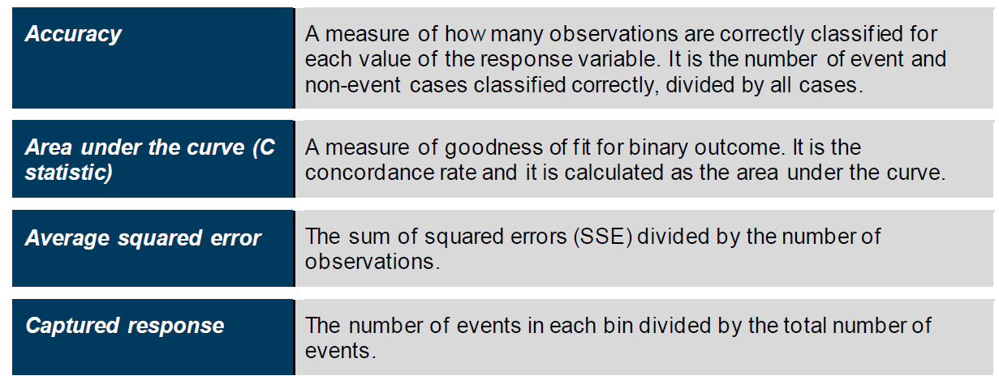 Accuracy
A measure of how many observations are correctly classified for
each value of the response variable. It is the number of event and
non-event cases classified correctly, divided by all cases.
Area under the curve (C
statistic)
A measure of goodness of fit for binary outcome. It is the
concordance rate and it is calculated as the area under the curve.
Average squared error
The sum of squared errors (SSE) divided by the number of
observations.
Captured response
The number of events in each bin divided by the total number of
events.